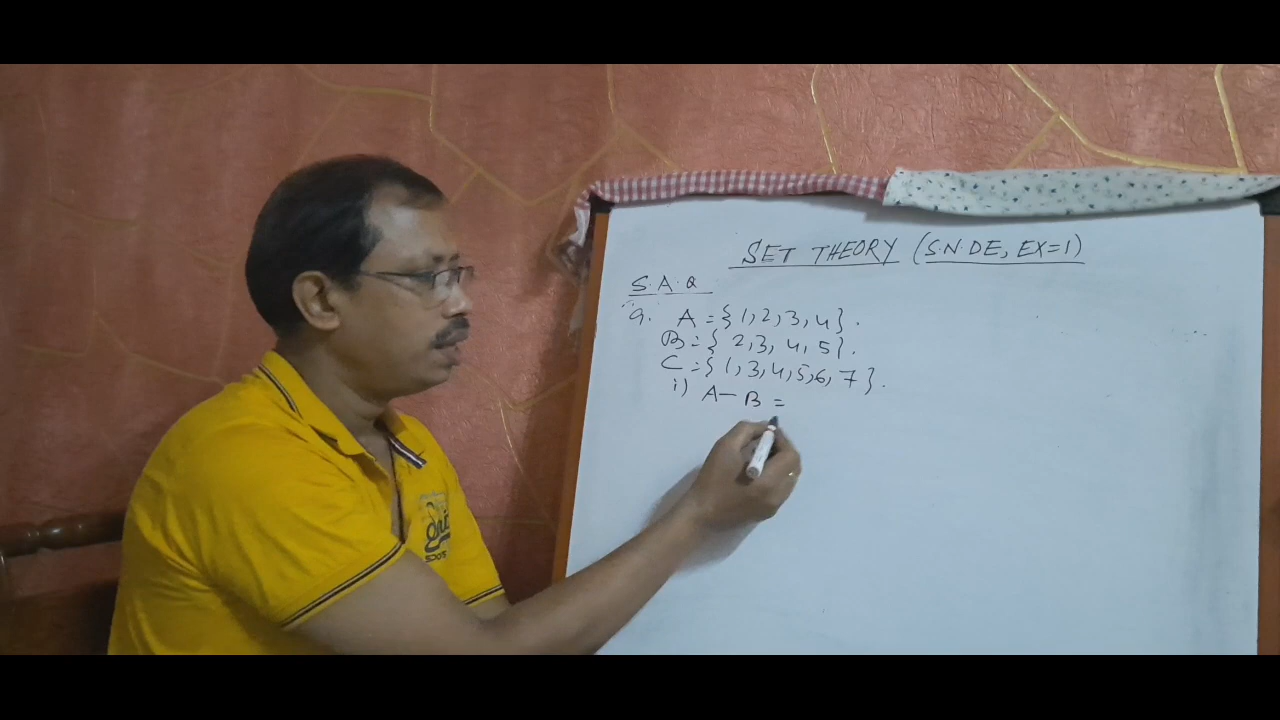 SET THEORY (S.N.DE, EX=1)
S.A.Q
9. A = {1, 2, 3, 4}.
B = { 2, 3, 4, 5}.
C = {1, 3, 4, 5, 6, 7}.
i) A - B =